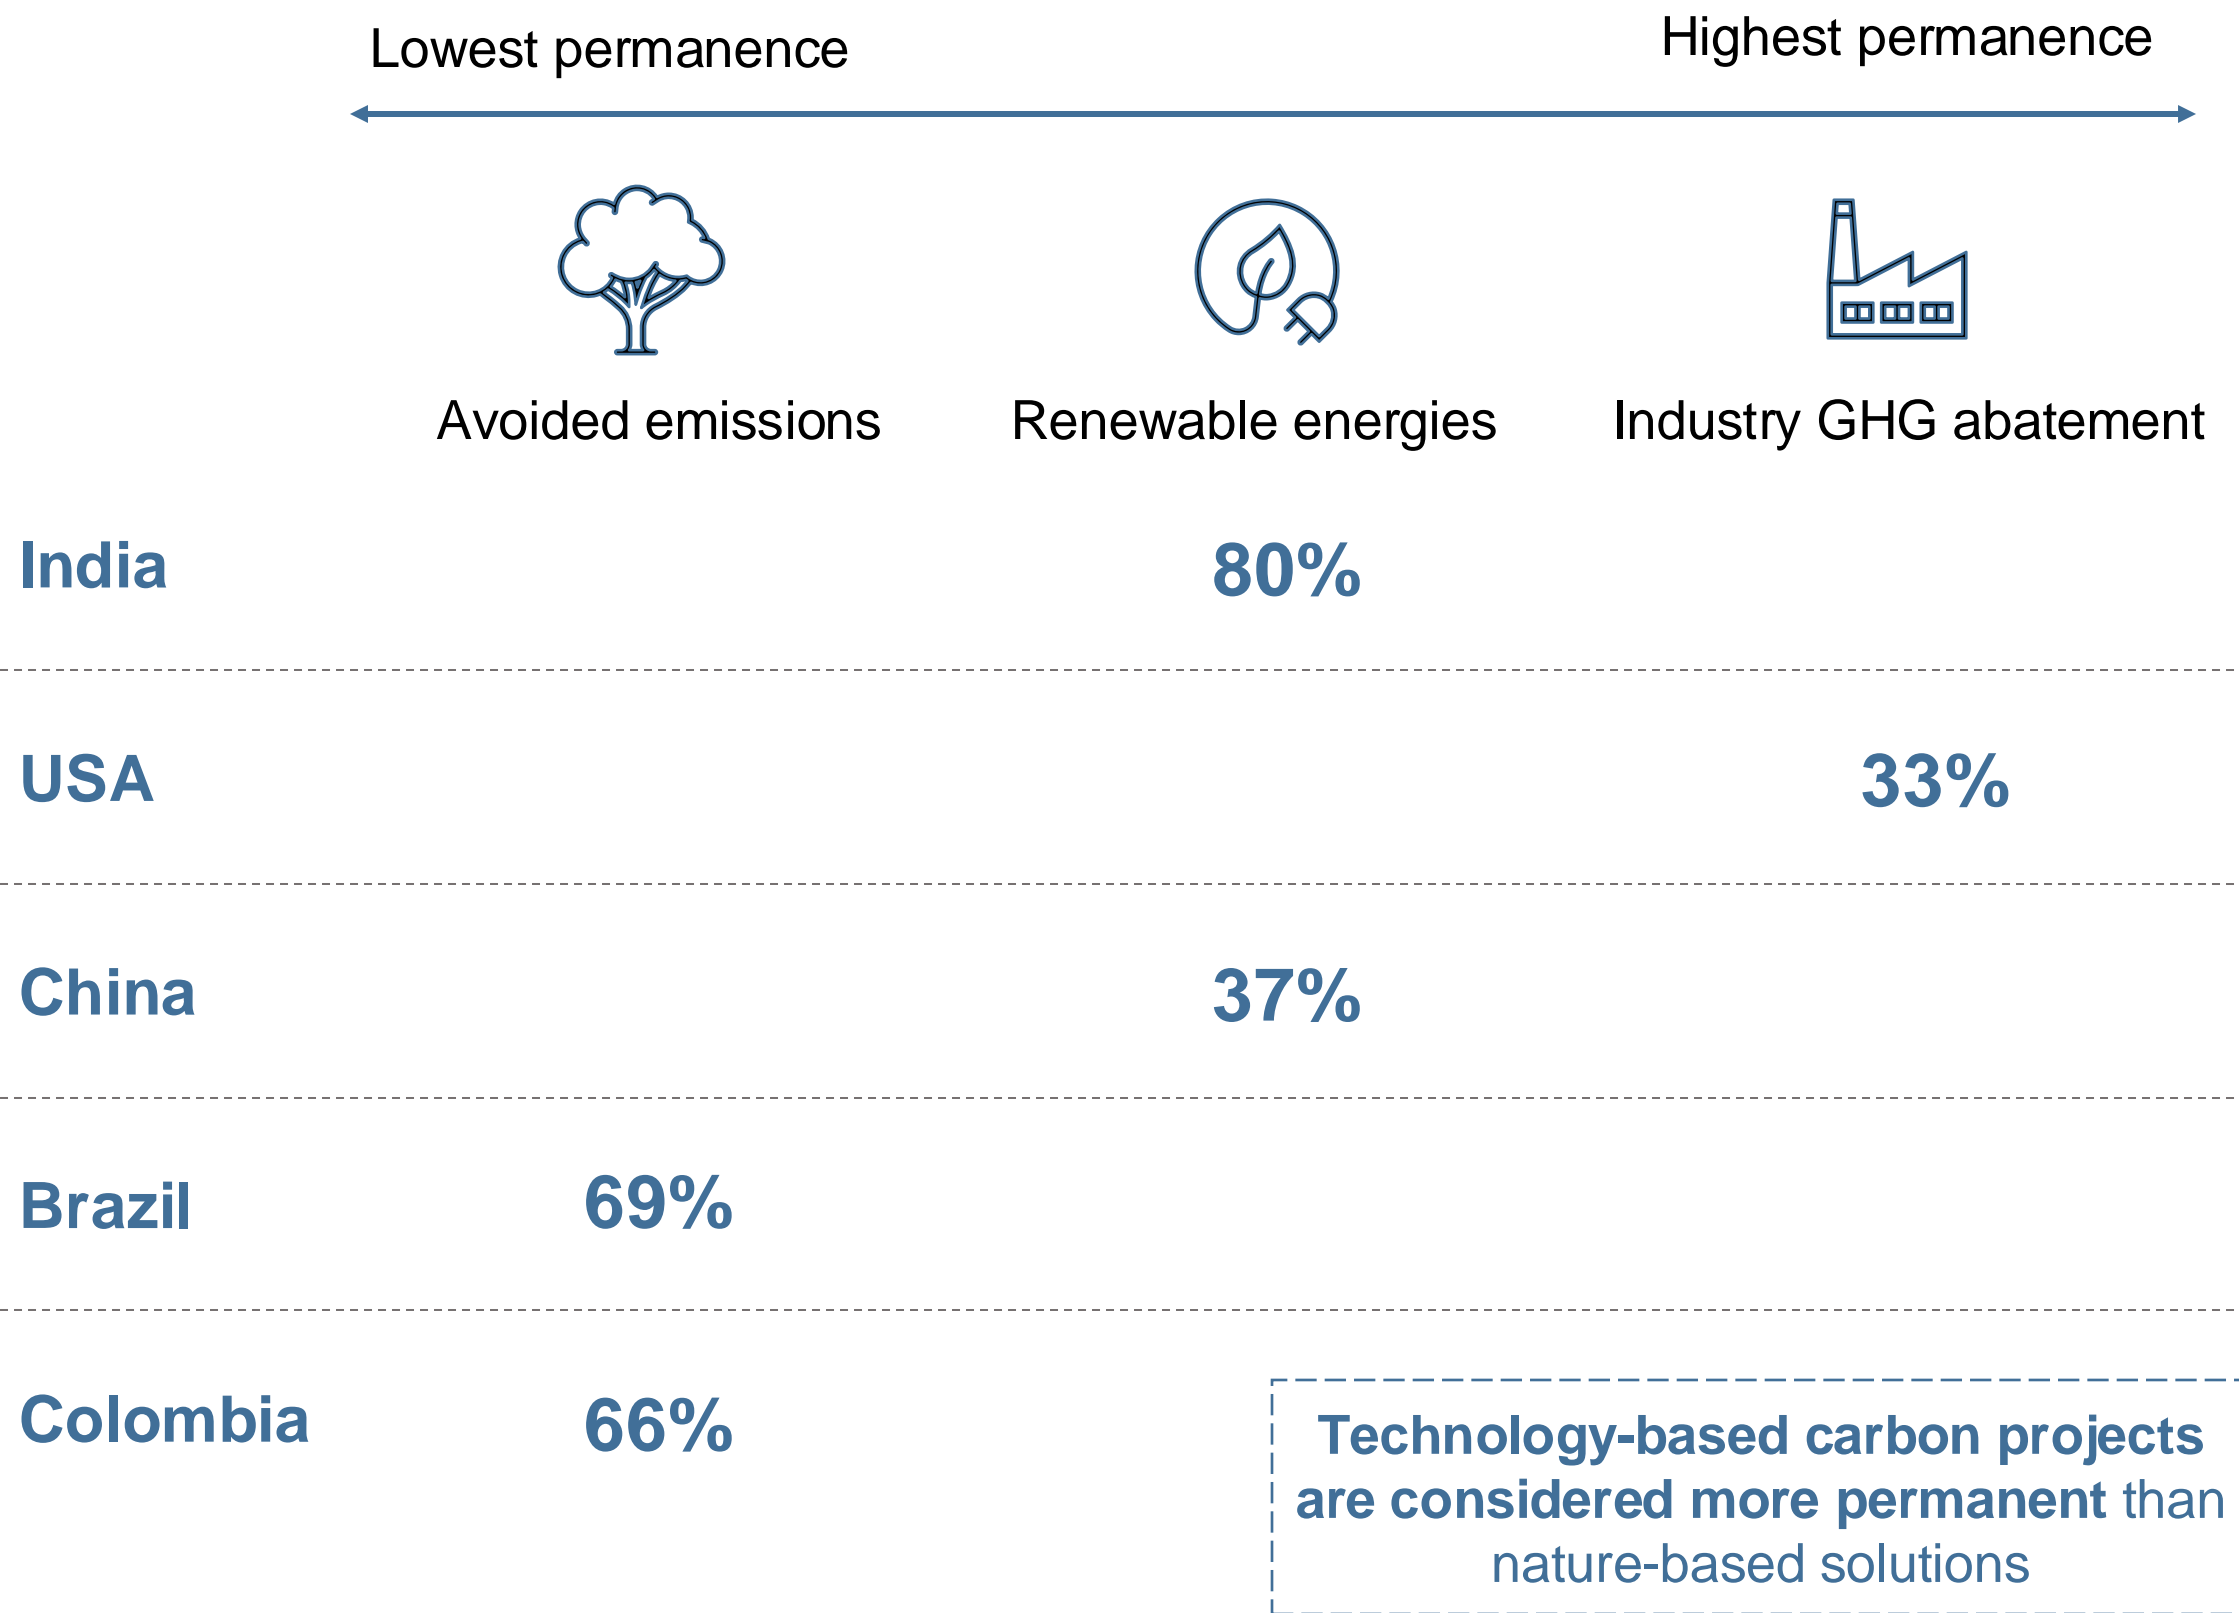 Lowest permanence
Highest permanence
Avoided emissions
Renewable energies
Industry GHG abatement
India
80%
USA
33%
China
37%
Brazil
69%
Colombia
66%
Technology-based carbon projects
are considered more permanent than
nature-based solutions